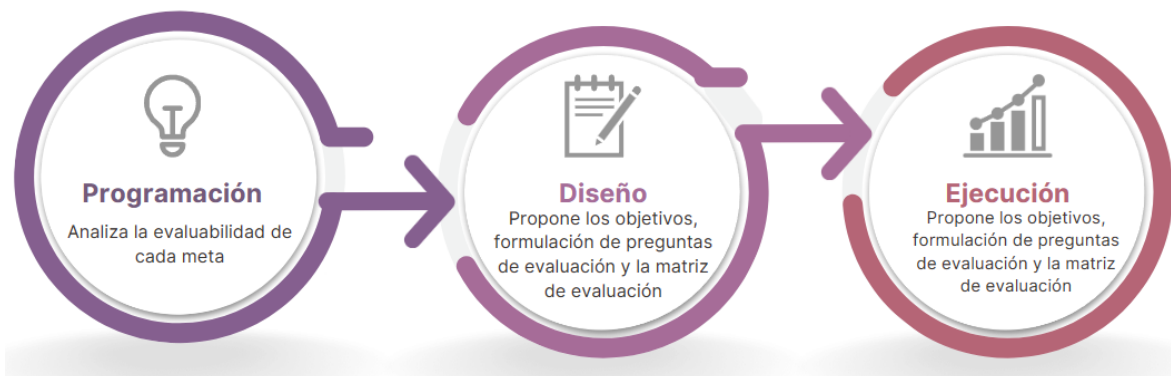 Programación
Analiza la evaluabilidad de
cada meta
Diseño
Propone los objetivos,
formulación de preguntas
de evaluación y la matriz
de evaluación
Ejecución
Propone los objetivos,
formulación de preguntas
de evaluación y la matriz
de evaluación